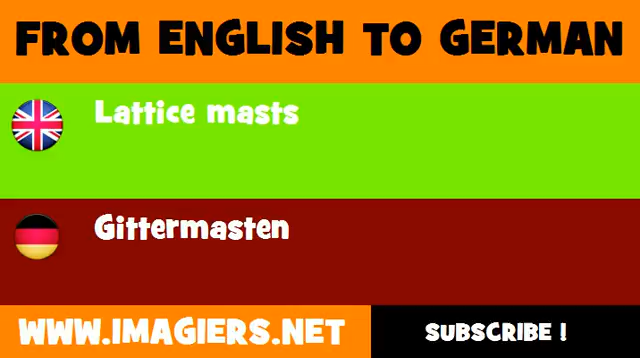 FROM ENGLISH TO GERMAN
Lattice masts
Gittermasten
WWW.IMAGIERS.NET
SUBSCRIBE !